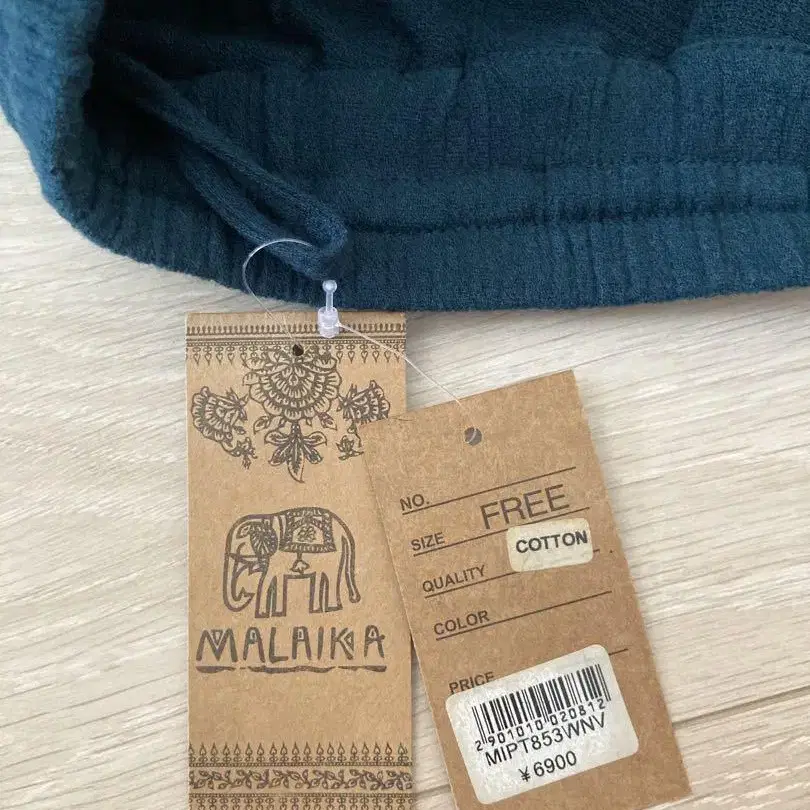 MALAIKA
NO.
SIZE FREE
QUALITY COTTON
COLOR
PRICE
2901010020812
MIPT853WNV
¥6900